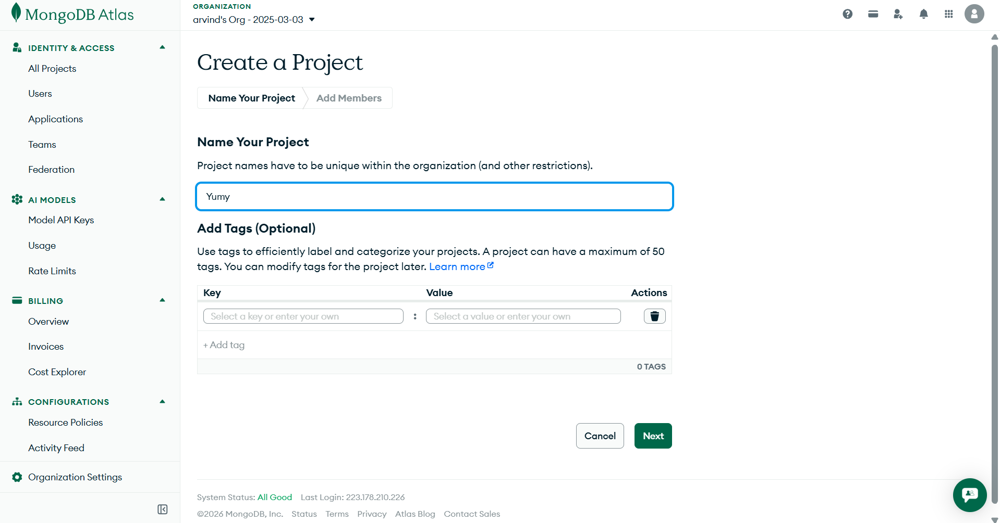 MongoDB Atlas
ORGANIZATION
arvind's Org - 2025-03-03
IDENTITY & ACCESS
All Projects
Users
Applications
Teams
Federation
AI MODELS
Model API Keys
Usage
Rate Limits
BILLING
Overview
Invoices
Cost Explorer
CONFIGURATIONS
Resource Policies
Activity Feed
Organization Settings
Create a Project
Name Your Project
Add Members
Name Your Project
Project names have to be unique within the organization (and other restrictions).
Yumy
Add Tags (Optional)
Use tags to efficiently label and categorize your projects. A project can have a maximum of 50
tags. You can modify tags for the project later. Learn more
Key Value Actions
Select a key or enter your own : Select a value or enter your own
+ Add tag
0 TAGS
Cancel Next
System Status: All Good Last Login: 223.178.210.226
©2026 MongoDB, Inc. Status Terms Privacy Atlas Blog Contact Sales